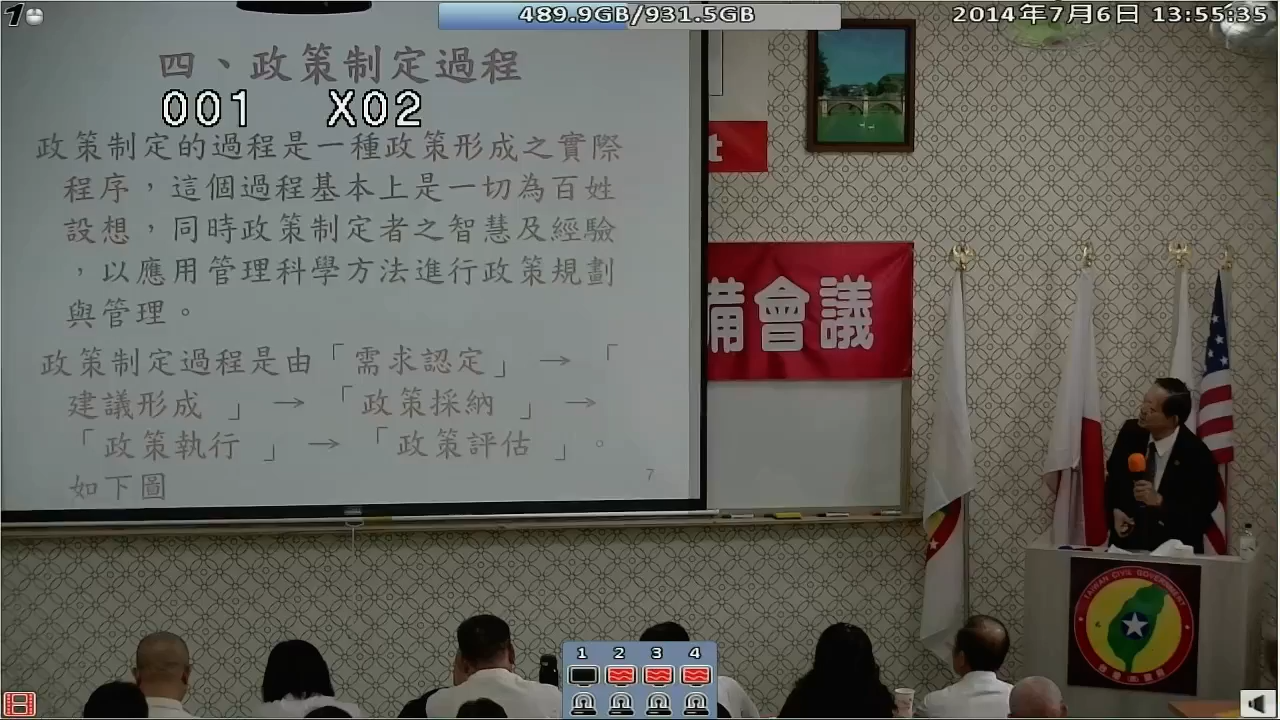 1
489.9GB/931.5GB
2014年7月6日 13:55:35
四、政策制定過程
001 X02
政策制定的過程是一種政策形成之實際
程序，這個過程基本上是一切為百姓
設想，同時政策制定者之智慧及經驗
，以應用管理科學方法進行政策規劃
與管理。
政策制定過程是由「需求認定」→「
建議形成」→「政策採納」→
「政策執行」→「政策評估」。
如下圖
7
t
備會議
TAIWAN CIVIL GOVERNMENT
1 2 3 4